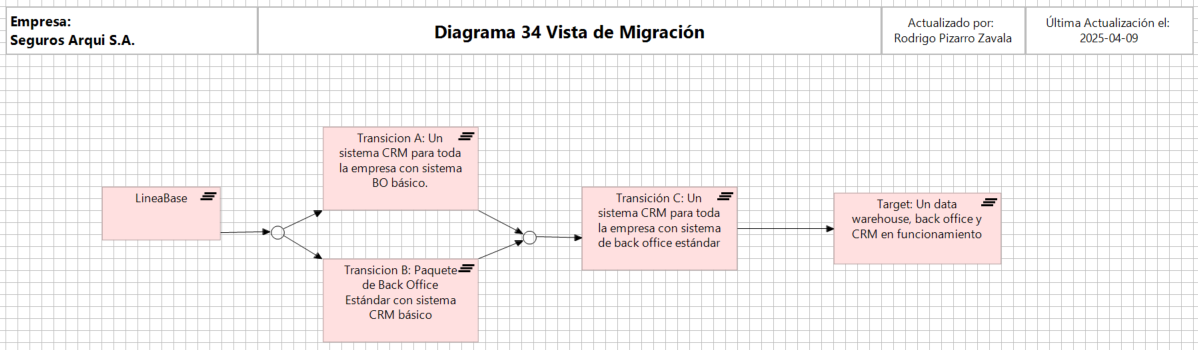 Empresa:
Seguros Arqui S.A.
Diagrama 34 Vista de Migración
Actualizado por:
Rodrigo Pizarro Zavala
Última Actualización el:
2025-04-09
LineaBase
Transicion A: Un
sistema CRM para toda
la empresa con sistema
BO básico.
Transicion B: Paquete
de Back Office
Estándar con sistema
CRM básico
Transición C: Un
sistema CRM para toda
la empresa con sistema
de back office estándar
Target: Un data
warehouse, back office y
CRM en funcionamiento